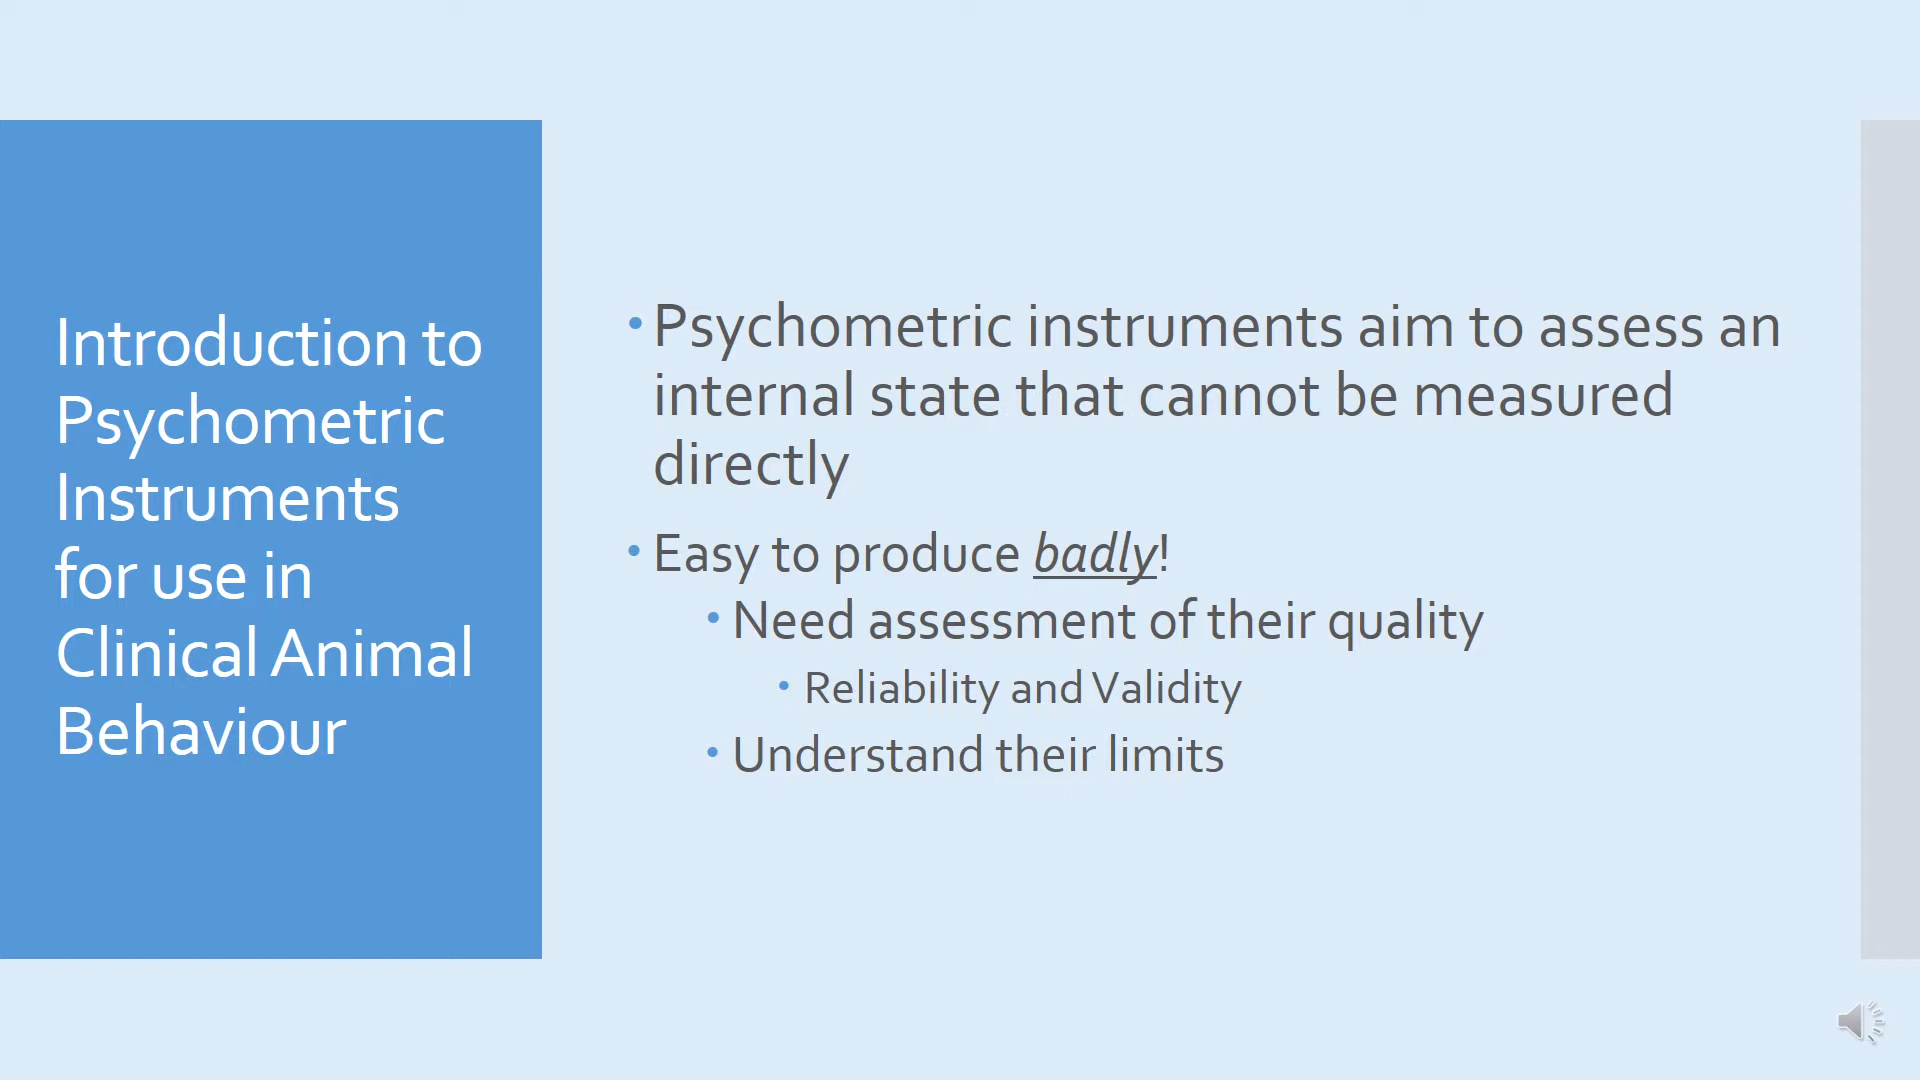 Introduction to
Psychometric
Instruments
for use in
Clinical Animal
Behaviour
• Psychometric instruments aim to assess an
internal state that cannot be measured
directly
• Easy to produce badly!
• Need assessment of their quality
• Reliability and Validity
• Understand their limits